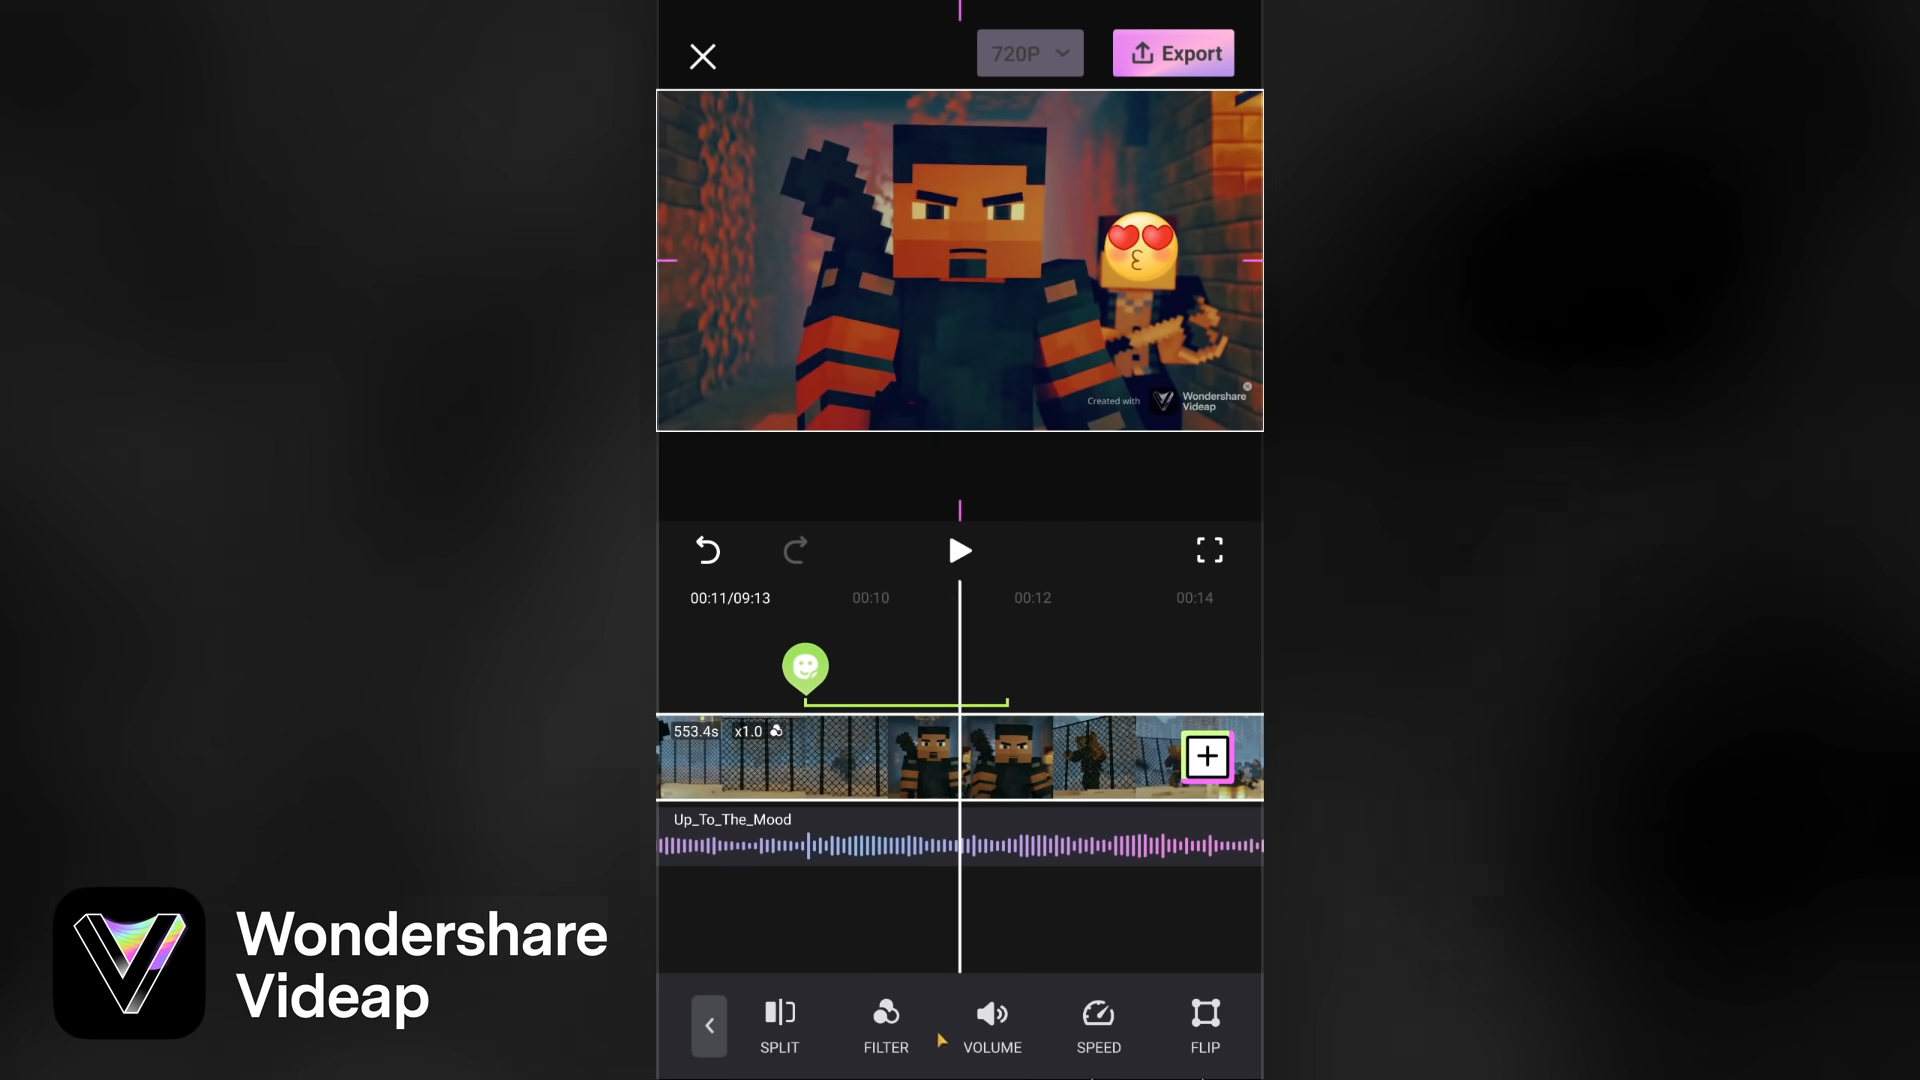 720P
Export
Created with
Wondershare
Videap
00:11/09:13
00:10
00:12
00:14
553.4s
x1.0
Up_To_The_Mood
Wondershare
Videap
SPLIT
FILTER
VOLUME
SPEED
FLIP